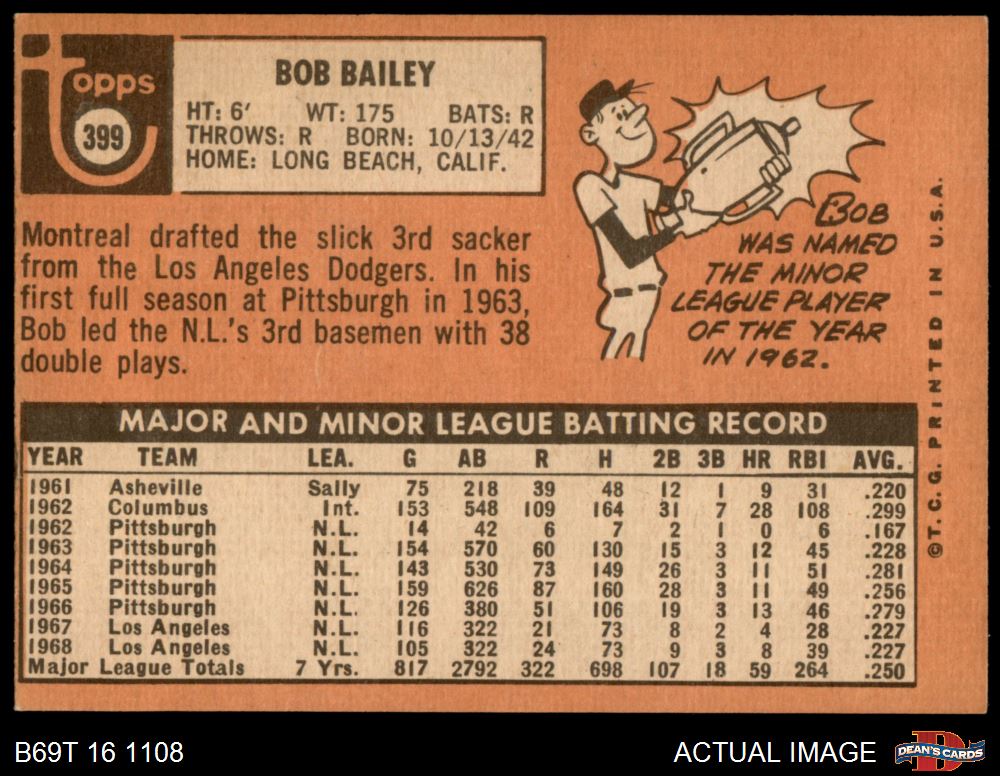 Topps
399
BOB BAILEY
HT: 6' WT: 175 BATS: R
THROWS: R BORN: 10/13/42
HOME: LONG BEACH, CALIF.
Montreal drafted the slick 3rd sacker
from the Los Angeles Dodgers. In his
first full season at Pittsburgh in 1963,
Bob led the N.L.'s 3rd basemen with 38
double plays.
BOB
WAS NAMED
THE MINOR
LEAGUE PLAYER
OF THE YEAR
IN 1962.
©T.C.G. PRINTED IN U.S.A.
MAJOR AND MINOR LEAGUE BATTING RECORD
YEAR TEAM LEA. G AB R H 2B 3B HR RBI AVG.
1961 Asheville Sally 75 218 39 48 12 1 9 31 .220
1962 Columbus Int. 153 548 109 164 31 7 28 108 .299
1962 Pittsburgh N.L. 14 42 6 7 2 1 0 6 .167
1963 Pittsburgh N.L. 154 570 60 130 15 3 12 45 .228
1964 Pittsburgh N.L. 143 530 73 149 26 3 11 51 .281
1965 Pittsburgh N.L. 159 626 87 160 28 3 11 49 .256
1966 Pittsburgh N.L. 126 380 51 106 19 3 13 46 .279
1967 Los Angeles N.L. 116 322 21 73 8 2 4 28 .227
1968 Los Angeles N.L. 105 322 24 73 9 3 8 39 .227
Major League Totals 7 Yrs. 817 2792 322 698 107 18 59 264 .250
B69T 16 1108
ACTUAL IMAGE
DEAN'S CARDS